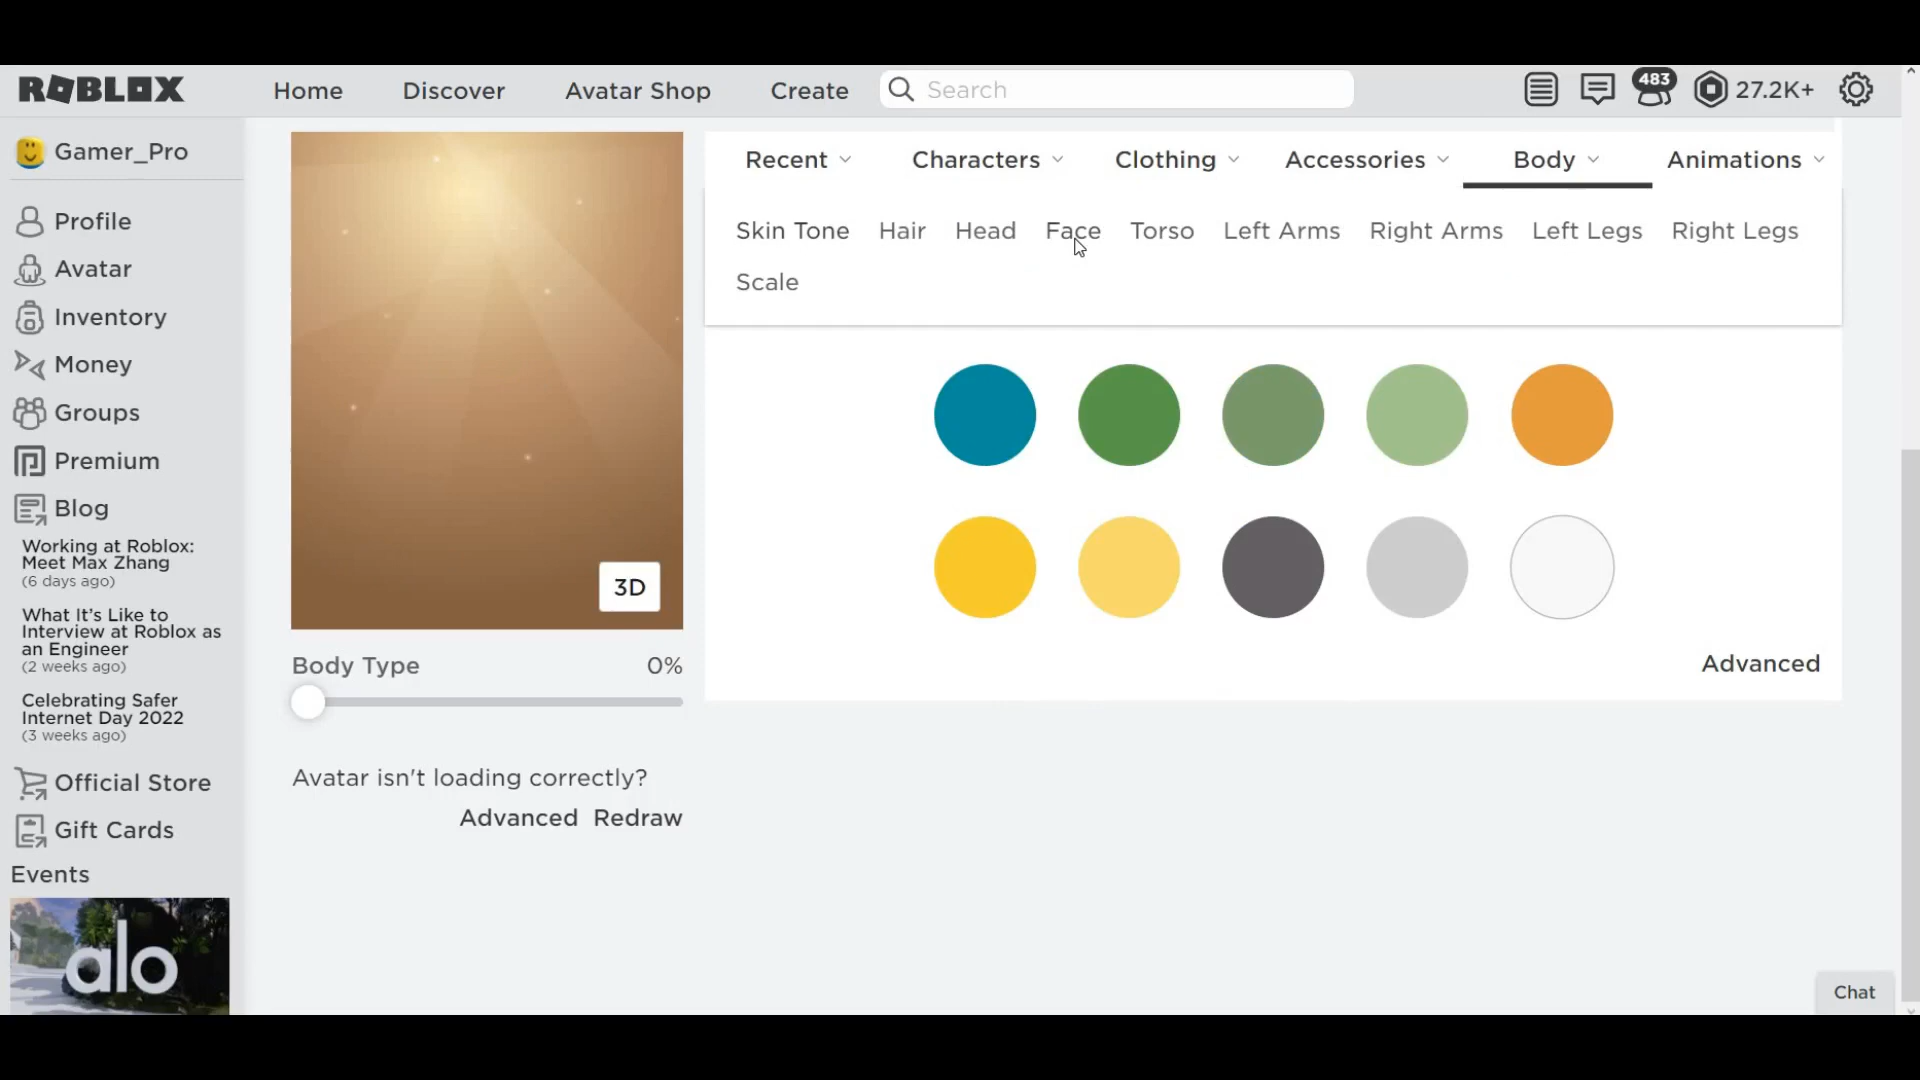 ROBLOX
Home
Discover
Avatar Shop
Create
Search
483
27.2K+
Gamer_Pro
Profile
Avatar
Inventory
Money
Groups
Premium
Blog
Working at Roblox:
Meet Max Zhang
(6 days ago)
What It's Like to
Interview at Roblox as
an Engineer
(2 weeks ago)
Celebrating Safer
Internet Day 2022
(3 weeks ago)
Official Store
Gift Cards
Events
alo
3D
Body Type 0%
Avatar isn't loading correctly?
Advanced Redraw
Recent Characters Clothing Accessories Body Animations
Skin Tone Hair Head Face Torso Left Arms Right Arms Left Legs Right Legs
Scale
Advanced
Chat